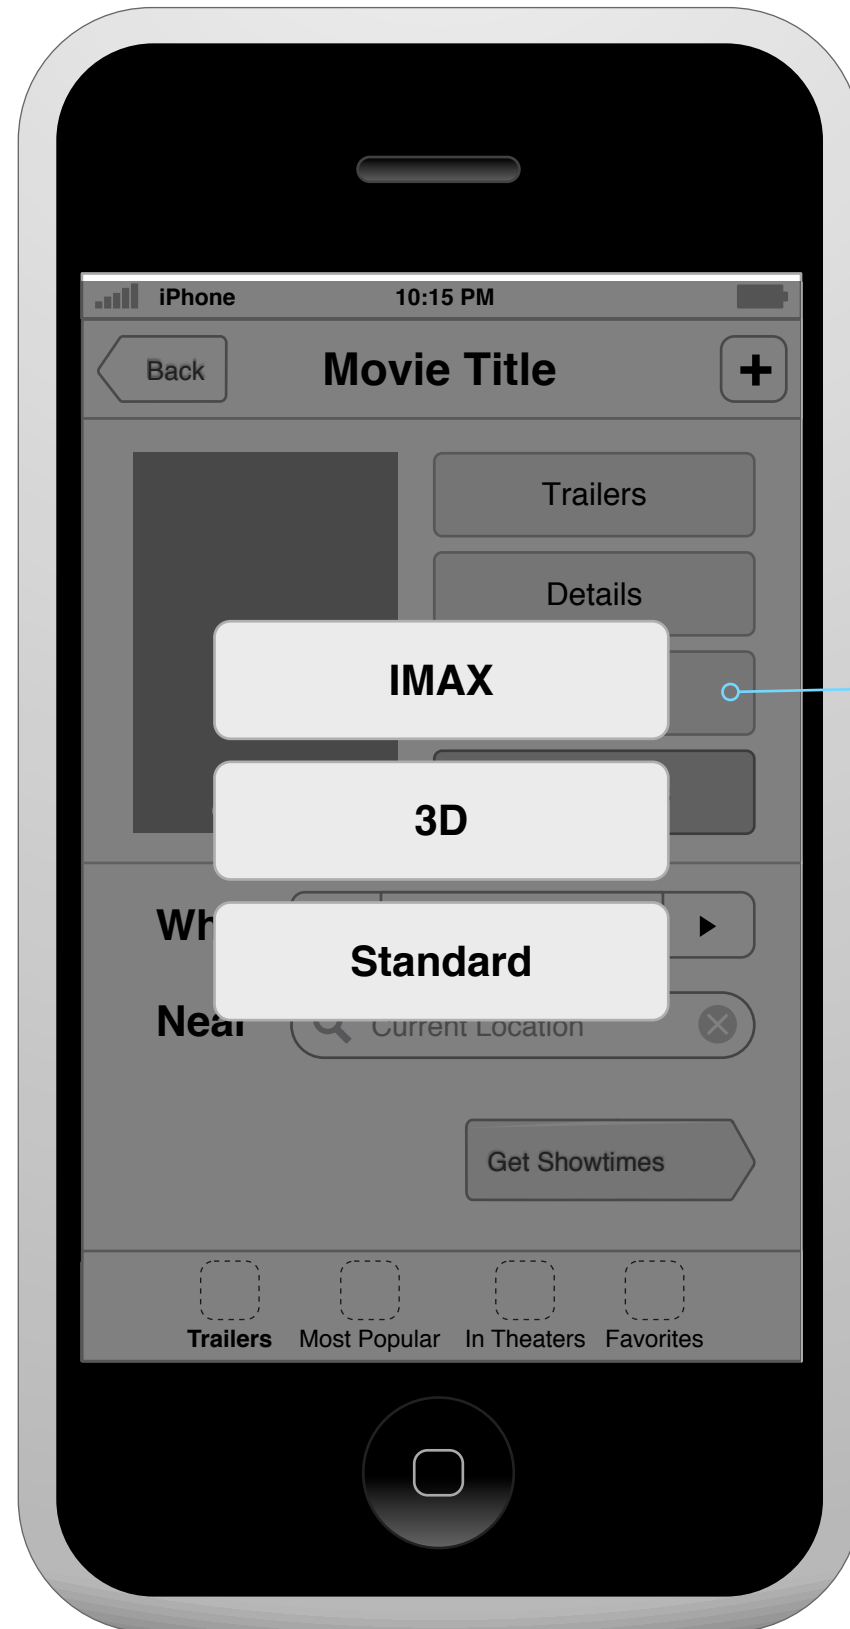 iPhone 10:15 PM
Back Movie Title +
Trailers
Details
IMAX
3D
Standard
Near Current Location
Get Showtimes
Trailers Most Popular In Theaters Favorites